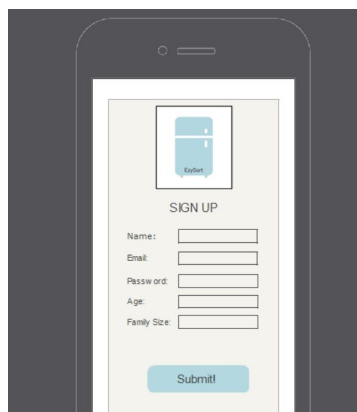 EzySort
SIGN UP
Name:
Email:
Password:
Age:
Family Size:
Submit!